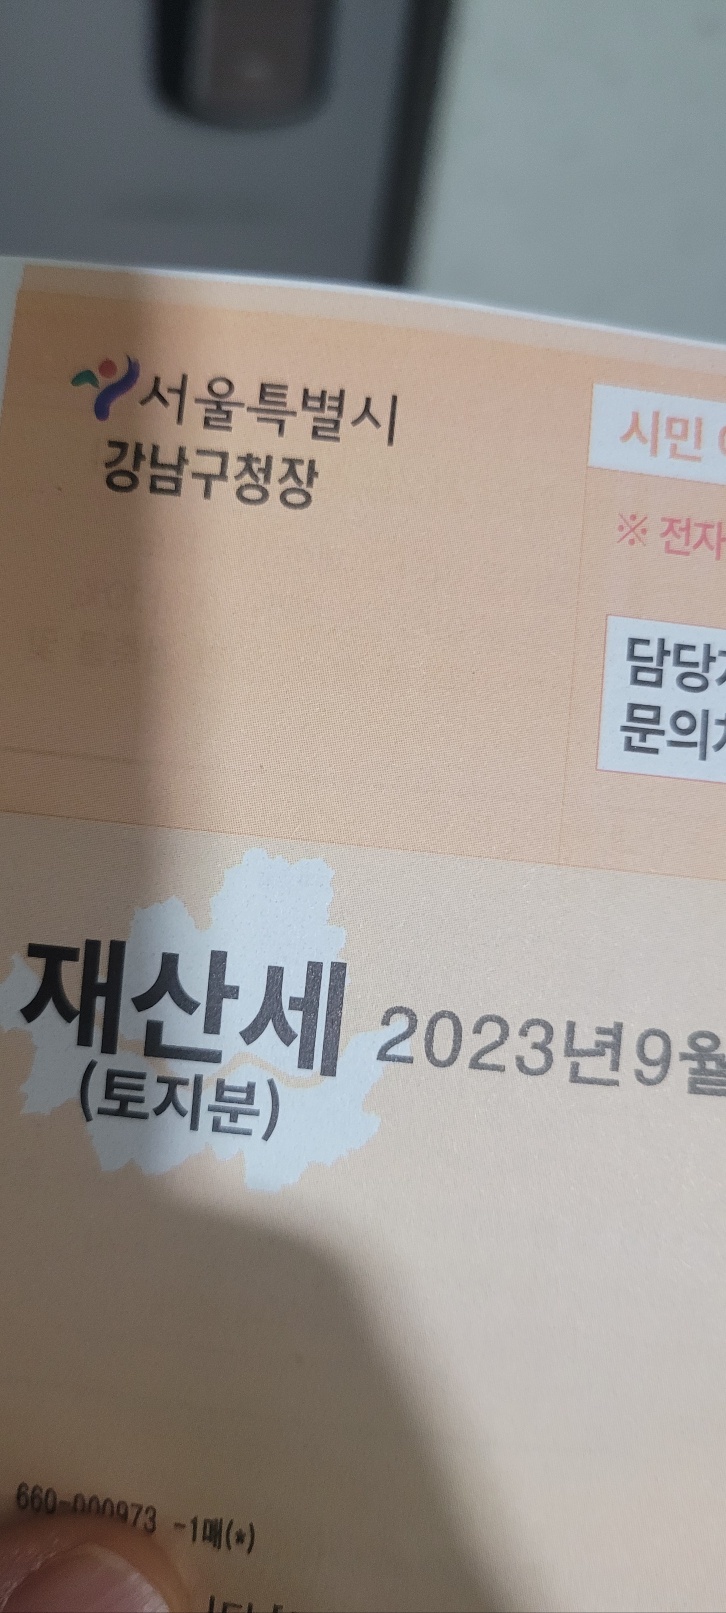 서울특별시
강남구청장
시민
※ 전자
담당
문의
재산세
(토지분)
2023년 9월
660-000973 -1매(*)